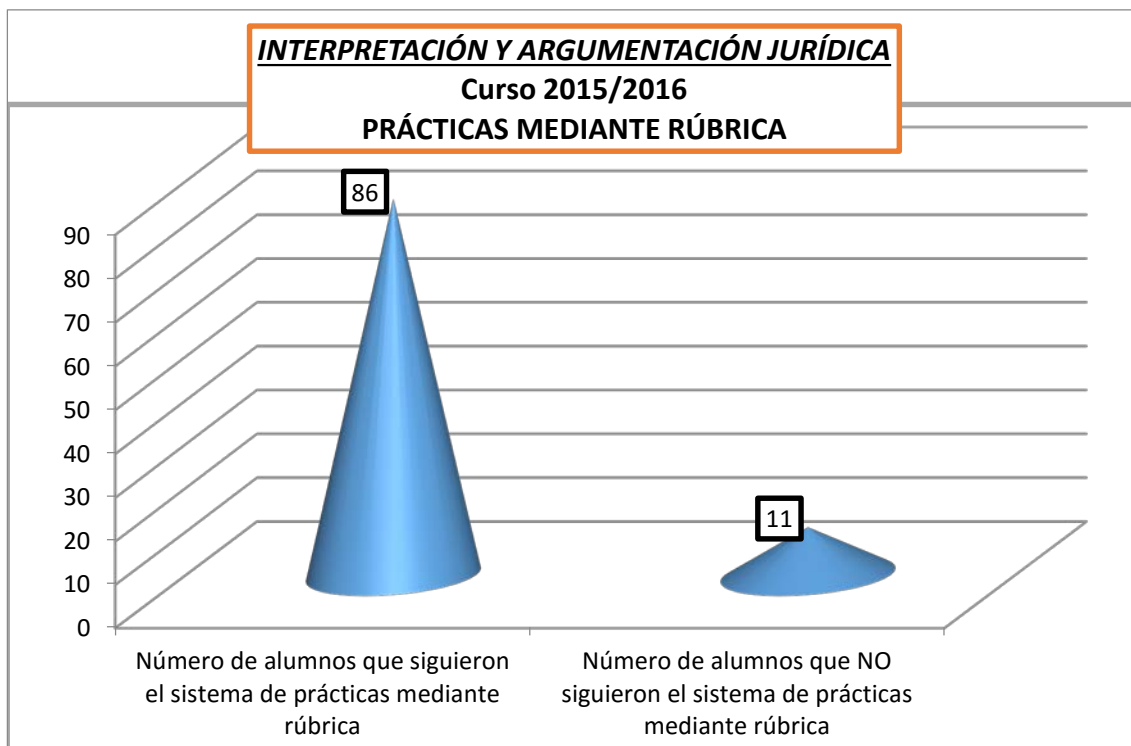 INTERPRETACIÓN Y ARGUMENTACIÓN JURÍDICA
Curso 2015/2016
PRÁCTICAS MEDIANTE RÚBRICA
86
90
80
70
60
50
40
30
20
10
0
11
Número de alumnos que siguieron
el sistema de prácticas mediante
rúbrica
Número de alumnos que NO
siguieron el sistema de prácticas
mediante rúbrica